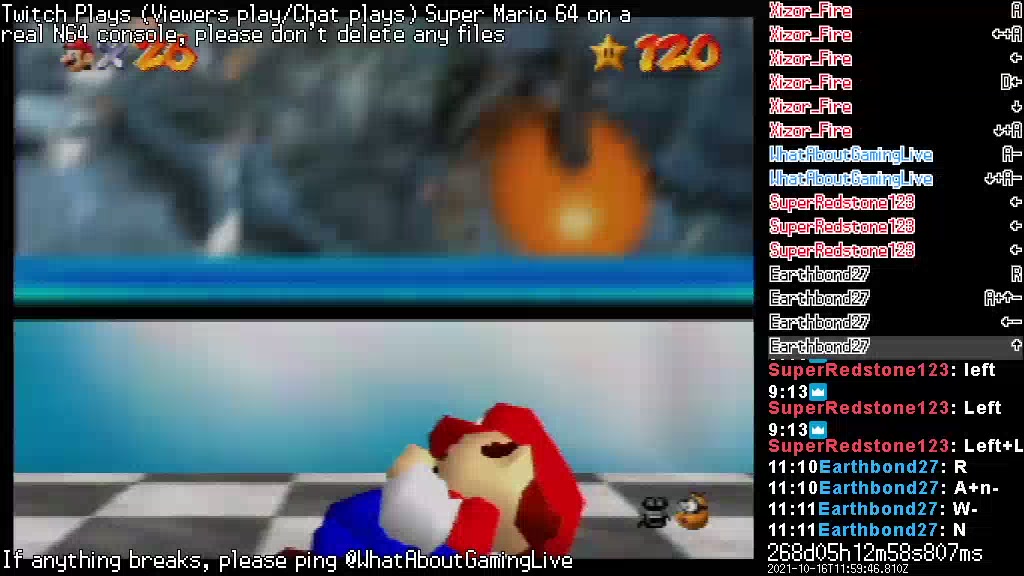 Twitch Plays (Viewers play/Chat plays) Super Mario 64 on a
real N64 console, please don't delete any files
26
120
If anything breaks, please ping @WhatAboutGamingLive
Xizor_Fire A
Xizor_Fire ←+A
Xizor_Fire ←
Xizor_Fire D←
Xizor_Fire ↓
Xizor_Fire ↓+A
WhatAboutGamingLive A-
WhatAboutGamingLive ↓+A-
SuperRedstone123 ←
SuperRedstone123 ←
SuperRedstone123 ←
Earthbond27 R
Earthbond27 A+↑-
Earthbond27 ←-
Earthbond27 ↑
SuperRedstone123: left
9:13
SuperRedstone123: Left
9:13
SuperRedstone123: Left+L
11:10 Earthbond27: R
11:10 Earthbond27: A+n-
11:11 Earthbond27: W-
11:11 Earthbond27: N
268d05h12m58s807ms
2021-10-16T11:59:46.810Z